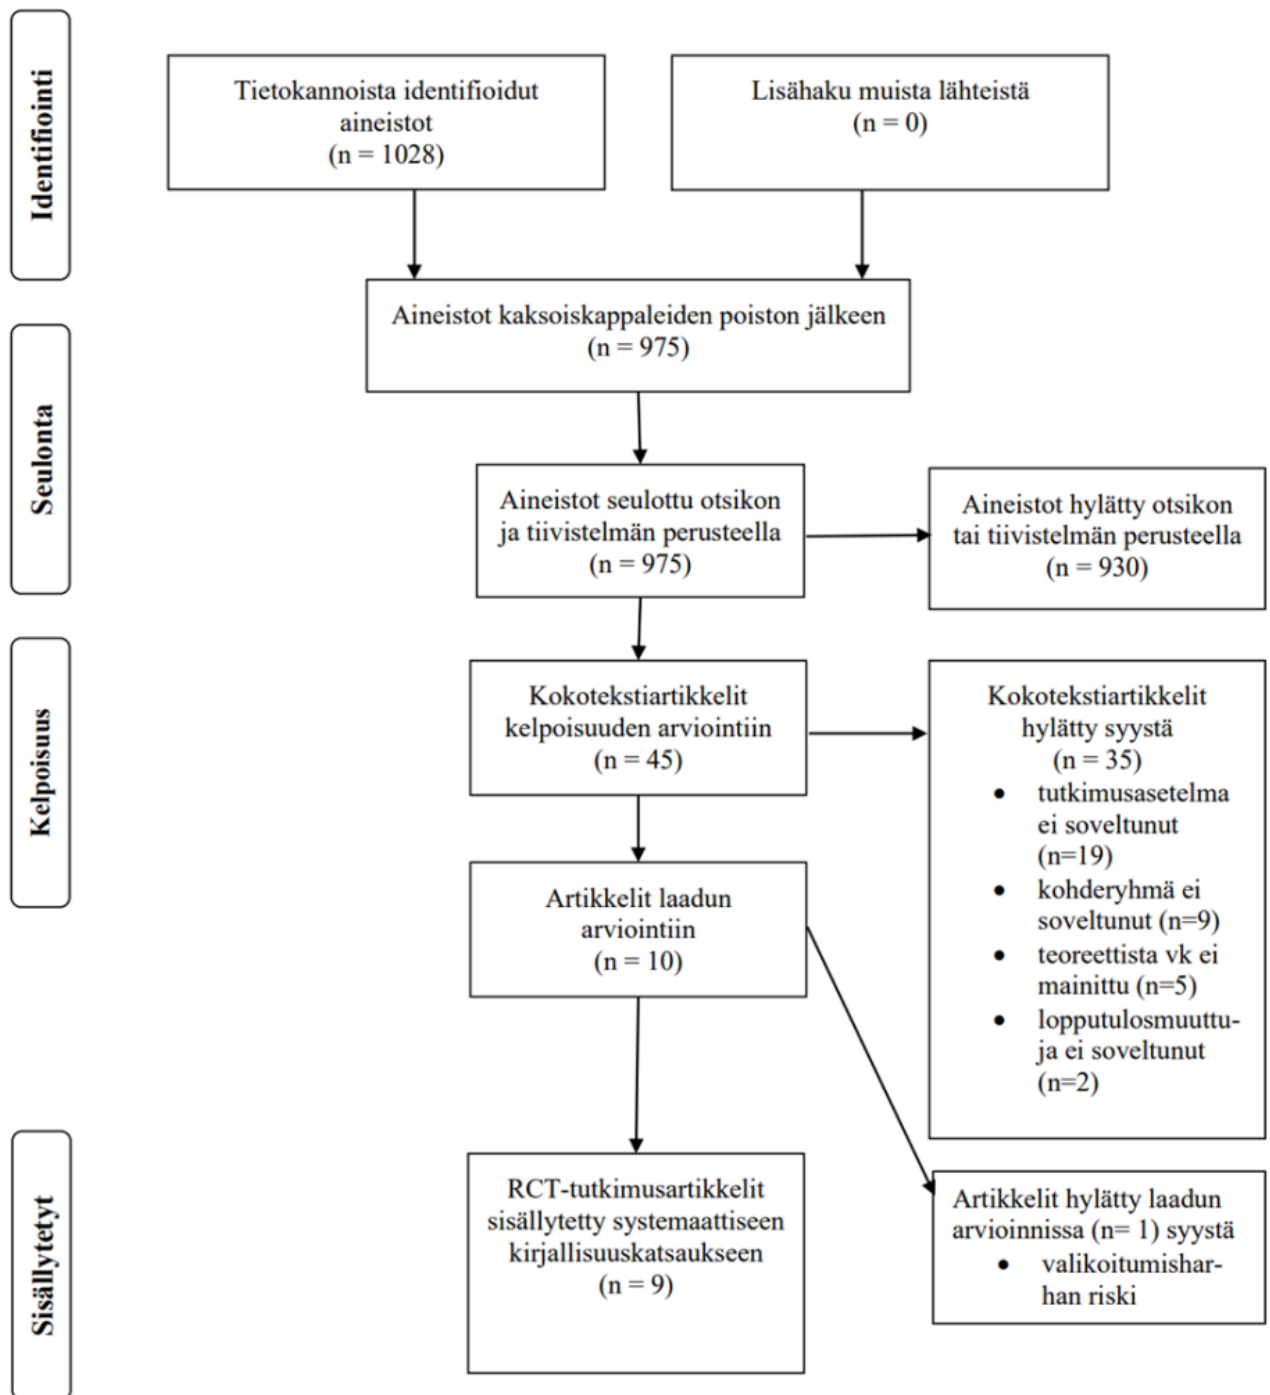 Identifiointi
Tietokannoista identifioidut
aineistot
(n = 1028)
Lisähaku muista lähteistä
(n = 0)
Aineistot kaksoiskappaleiden poiston jälkeen
(n = 975)
Seulonta
Aineistot seulottu otsikon
ja tiivistelmän perusteella
(n = 975)
Aineistot hylätty otsikon
tai tiivistelmän perusteella
(n = 930)
Kelpoisuus
Kokotekstiartikkelit
kelpoisuuden arviointiin
(n = 45)
Kokotekstiartikkelit
hylätty syystä
(n = 35)
• tutkimusasetelma
ei soveltunut
(n=19)
• kohderyhmä ei
soveltunut (n=9)
• teoreettista vk ei
mainittu (n=5)
• lopputulosmuuttu-
ja ei soveltunut
(n=2)
Artikkelit laadun
arviointiin
(n = 10)
Sisällytetyt
RCT-tutkimusartikkelit
sisällytetty systemaattiseen
kirjallisuuskatsaukseen
(n = 9)
Artikkelit hylätty laadun
arvioinnissa (n= 1) syystä
• valikoitumishar-
han riski